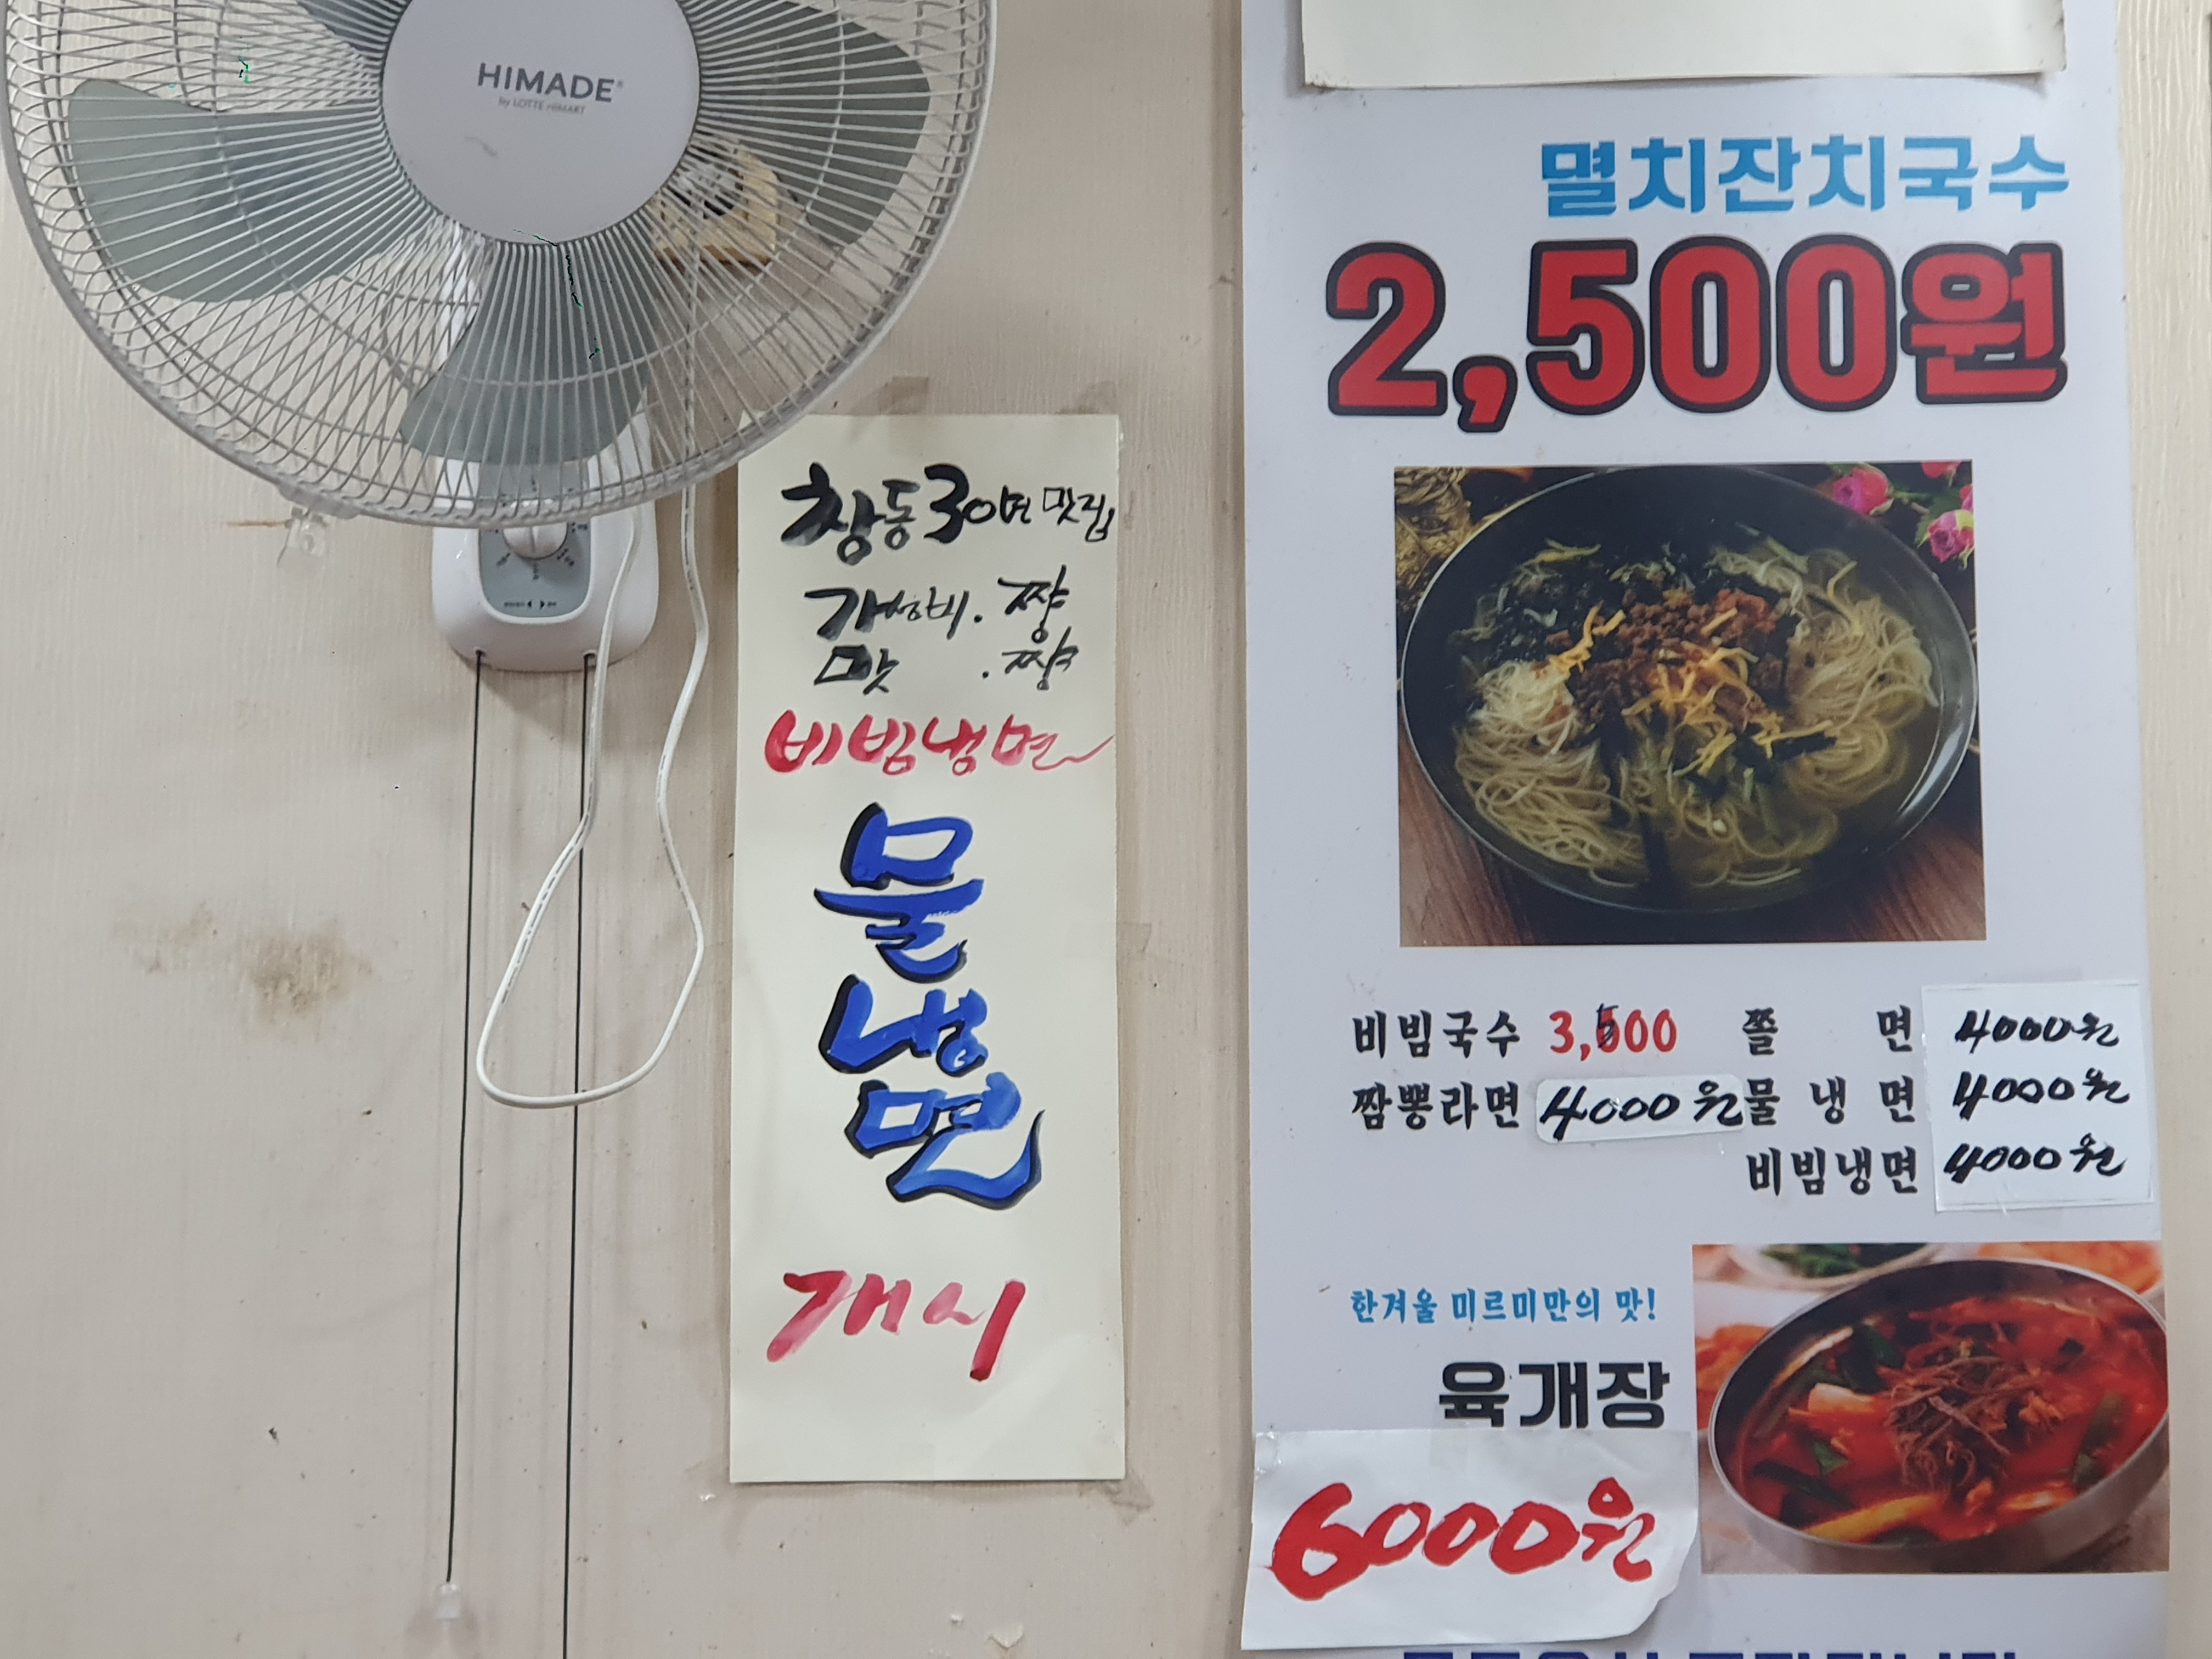 HIMADE
by LOTTE HIMART
창동 30년 맛집
가성비 . 짱
맛 . 짱
비빔냉면
물
냉
면
개시
멸치잔치국수
2,500원
비빔국수 3,500 쫄 면 4000원
짬뽕라면 4000원 물 냉 면 4000원
비빔냉면 4000원
한겨울 미르미만의 맛!
육개장
6000원